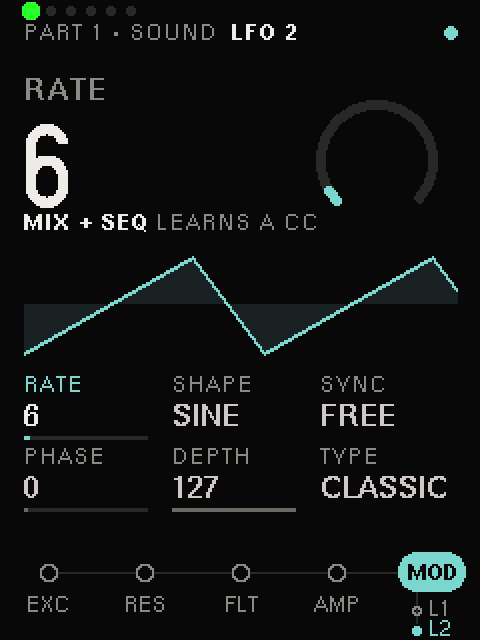 PART 1 · SOUND LFO 2
RATE
6
MIX + SEQ LEARNS A CC
RATE SHAPE SYNC
6 SINE FREE
PHASE DEPTH TYPE
0 127 CLASSIC
MOD
EXC RES FLT AMP
L1
L2